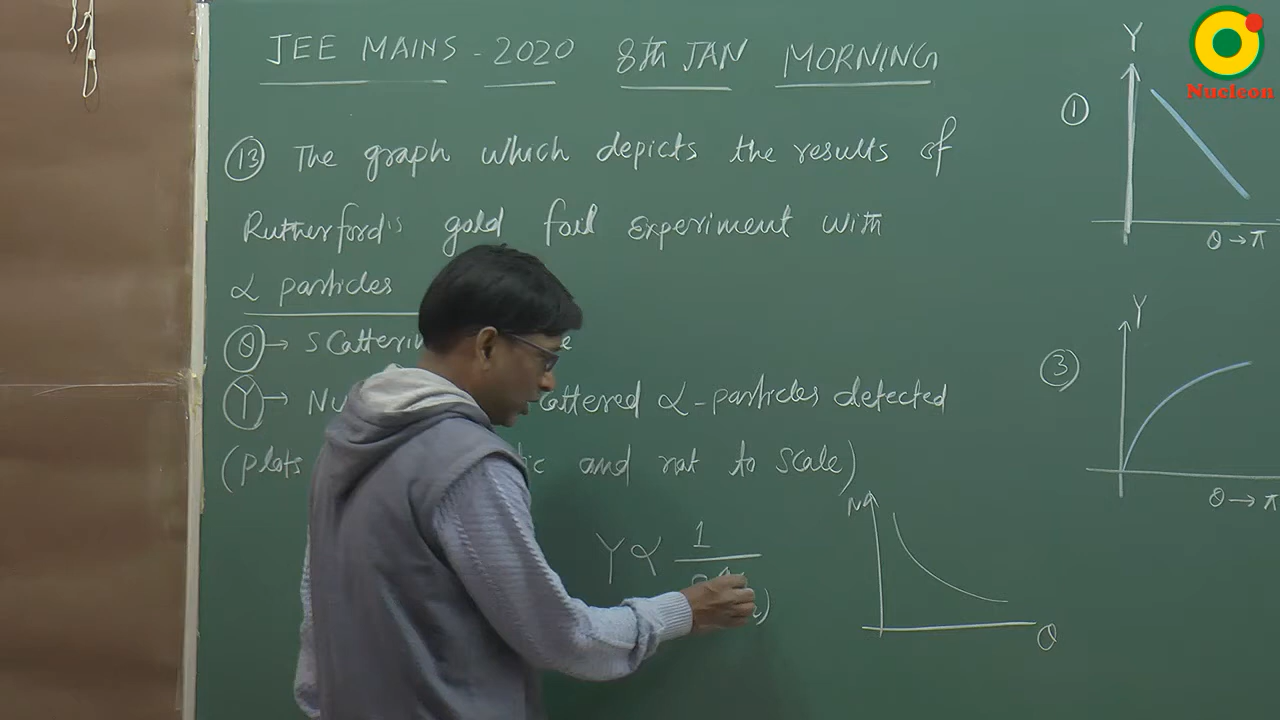 JEE MAINS - 2020 8th JAN MORNING
Nucleon
(13) The graph which depicts the results of
Rutherford's gold foil experiment with
α particles
θ → Scatterin
Y → Nu cattered α-particles detected
(plots ic and not to scale)
Y ∝ 1
Nθ
θ
(1)
Y
θ → π
(3)
Y
θ → π